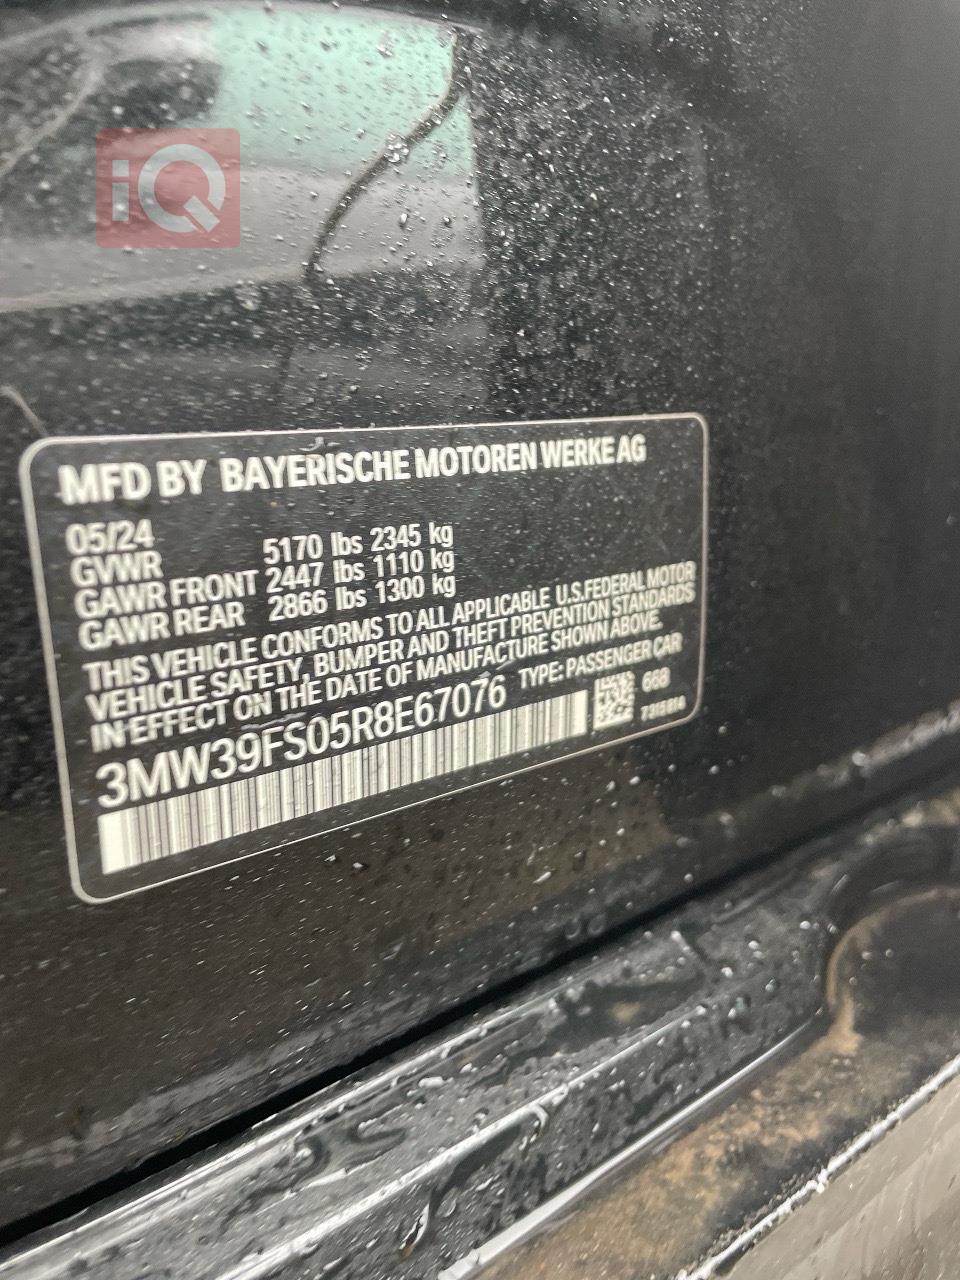 iQ
MFD BY BAYERISCHE MOTOREN WERKE AG
05/24
GVWR 5170 lbs 2345 kg
GAWR FRONT 2447 lbs 1110 kg
GAWR REAR 2866 lbs 1300 kg
THIS VEHICLE CONFORMS TO ALL APPLICABLE U.S.FEDERAL MOTOR
VEHICLE SAFETY, BUMPER AND THEFT PREVENTION STANDARDS
IN EFFECT ON THE DATE OF MANUFACTURE SHOWN ABOVE.
3MW39FS05R8E67076 TYPE: PASSENGER CAR
668